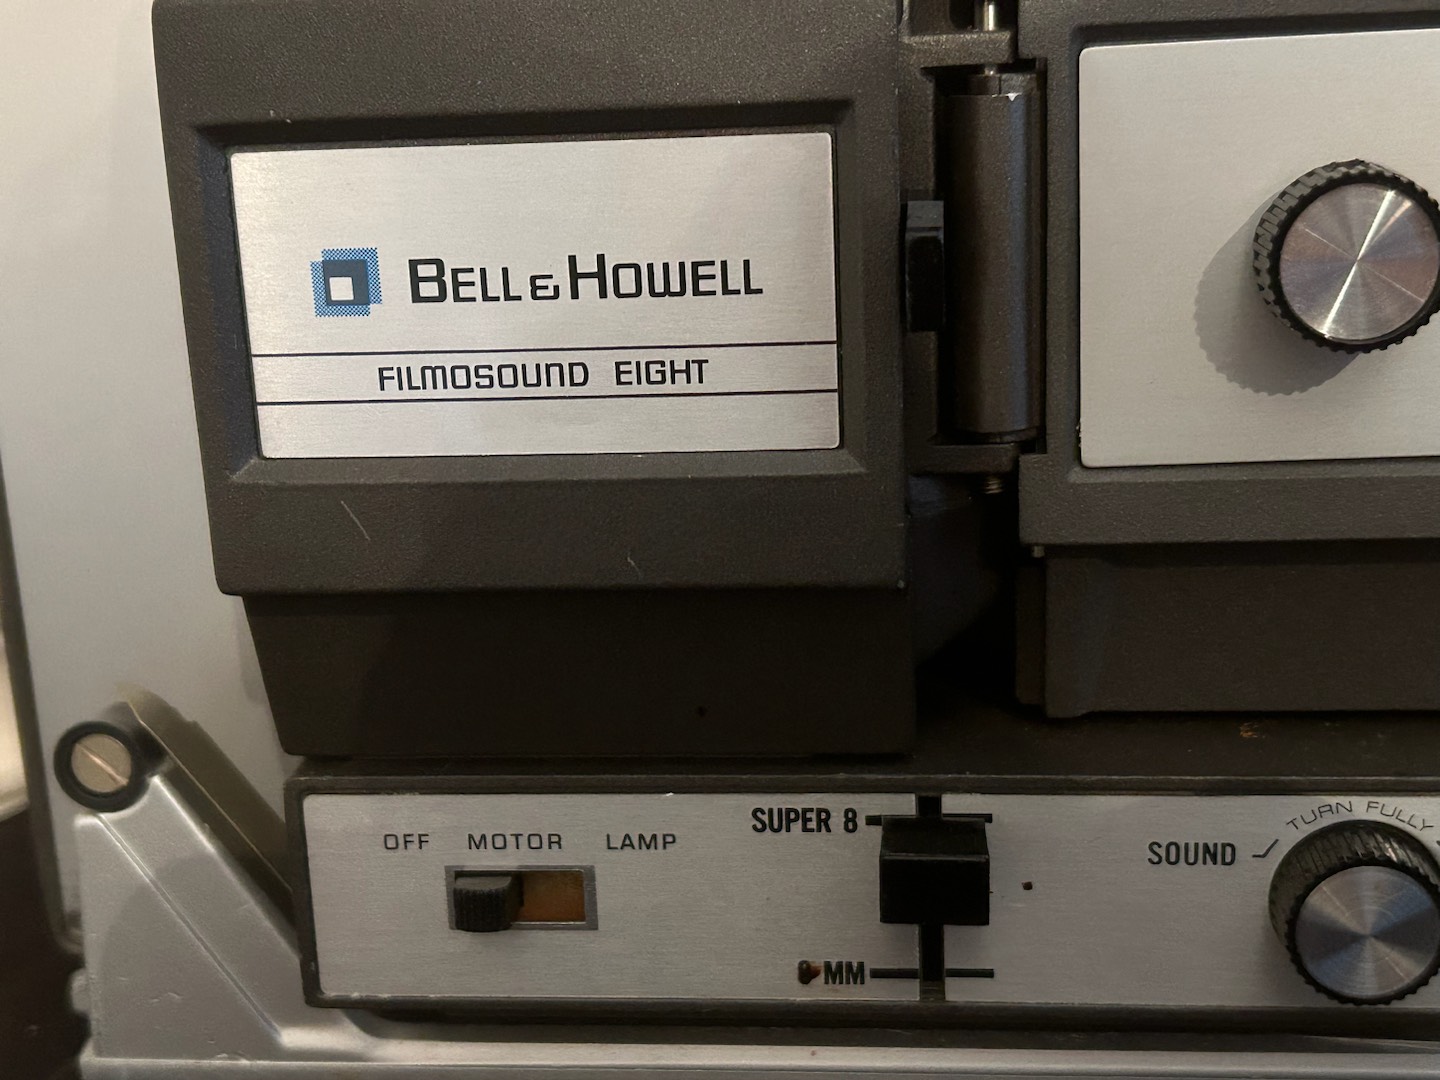 BELL & HOWELL
FILMOSOUND EIGHT
OFF MOTOR LAMP
SUPER 8
MM
SOUND
TURN FULLY